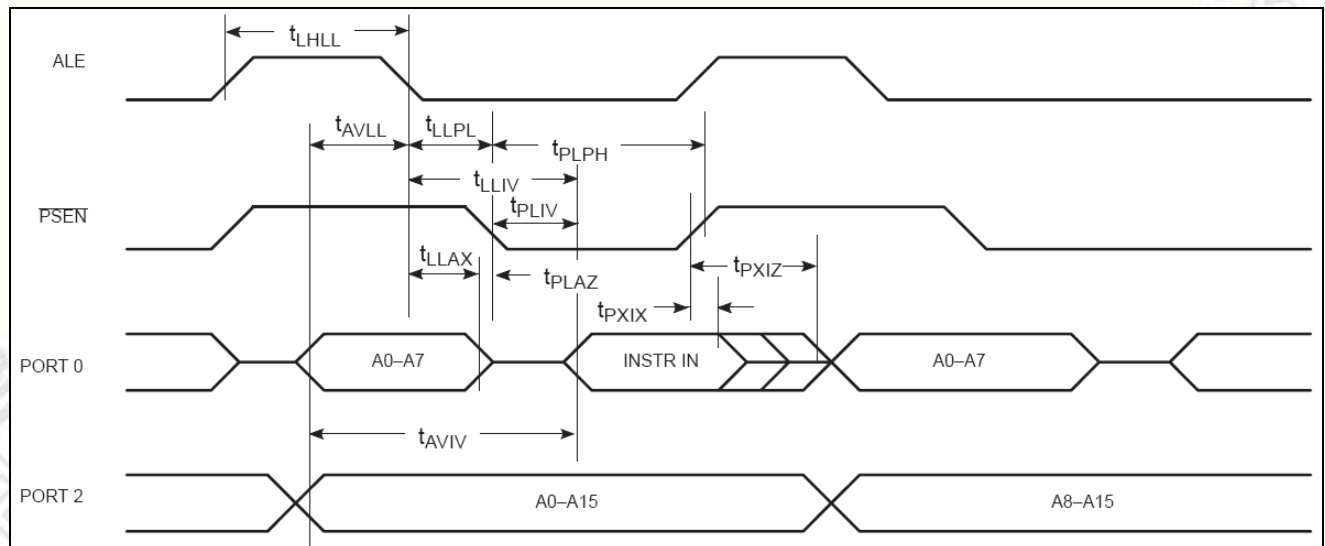 tLHLL
ALE
tAVLL
tLLPL
tPLPH
tLLIV
PSEN
tPLIV
tLLAX
tPLAZ
tPXIZ
tPXIX
PORT 0
A0–A7
INSTR IN
A0–A7
tAVIV
PORT 2
A0–A15
A8–A15